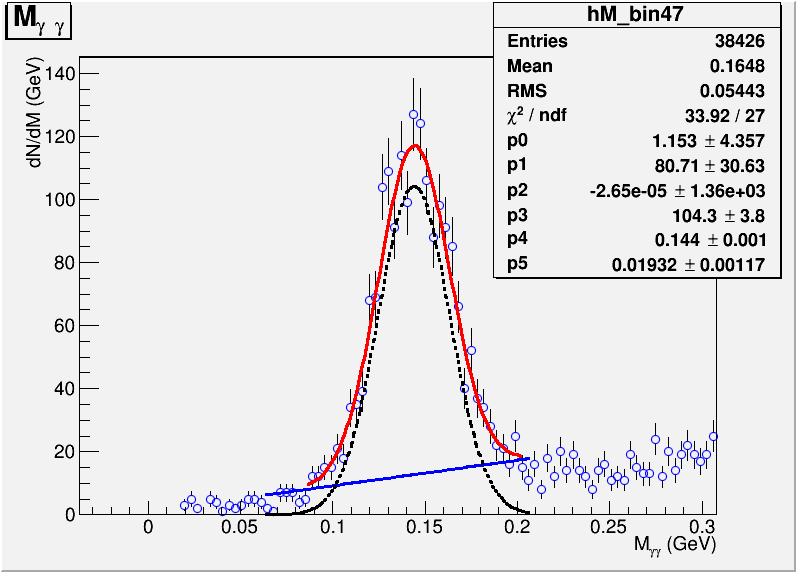 M γ γ
hM_bin47
Entries 38426
Mean 0.1648
RMS 0.05443
χ² / ndf 33.92 / 27
p0 1.153 ± 4.357
p1 80.71 ± 30.63
p2 -2.65e-05 ± 1.36e+03
p3 104.3 ± 3.8
p4 0.144 ± 0.001
p5 0.01932 ± 0.00117
dN/dM (GeV)
140
120
100
80
60
40
20
0
0 0.05 0.1 0.15 0.2 0.25 0.3
Mγγ (GeV)